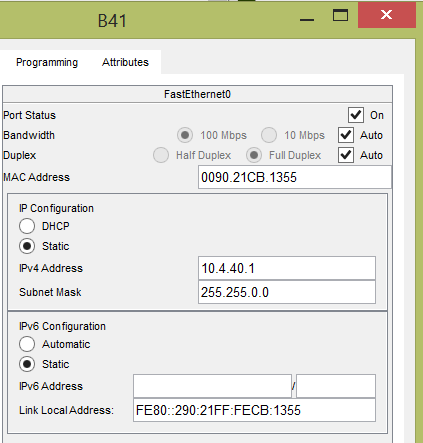 B41
Programming Attributes
FastEthernet0
Port Status On
Bandwidth 100 Mbps 10 Mbps Auto
Duplex Half Duplex Full Duplex Auto
MAC Address 0090.21CB.1355
IP Configuration
DHCP
Static
IPv4 Address 10.4.40.1
Subnet Mask 255.255.0.0
IPv6 Configuration
Automatic
Static
IPv6 Address /
Link Local Address: FE80::290:21FF:FECB:1355